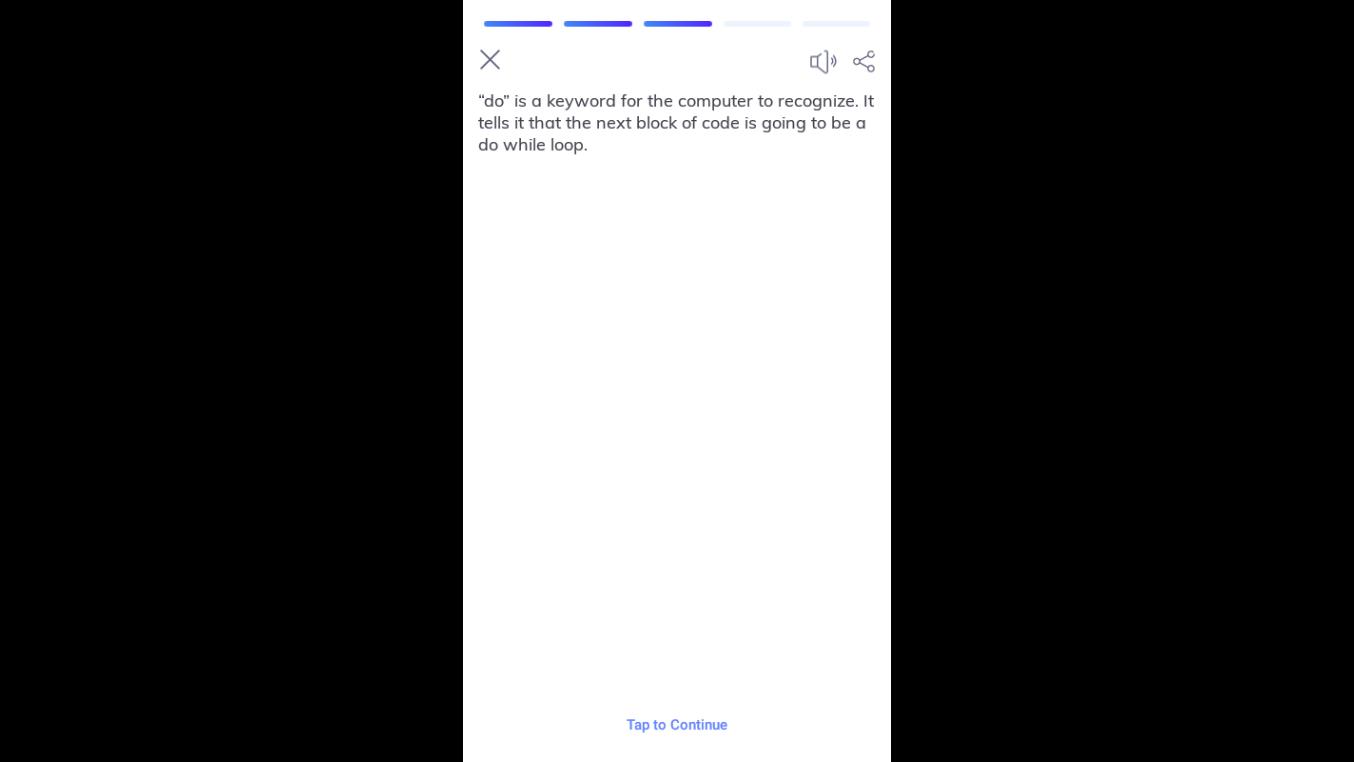 “do” is a keyword for the computer to recognize. It
tells it that the next block of code is going to be a
do while loop.
Tap to Continue